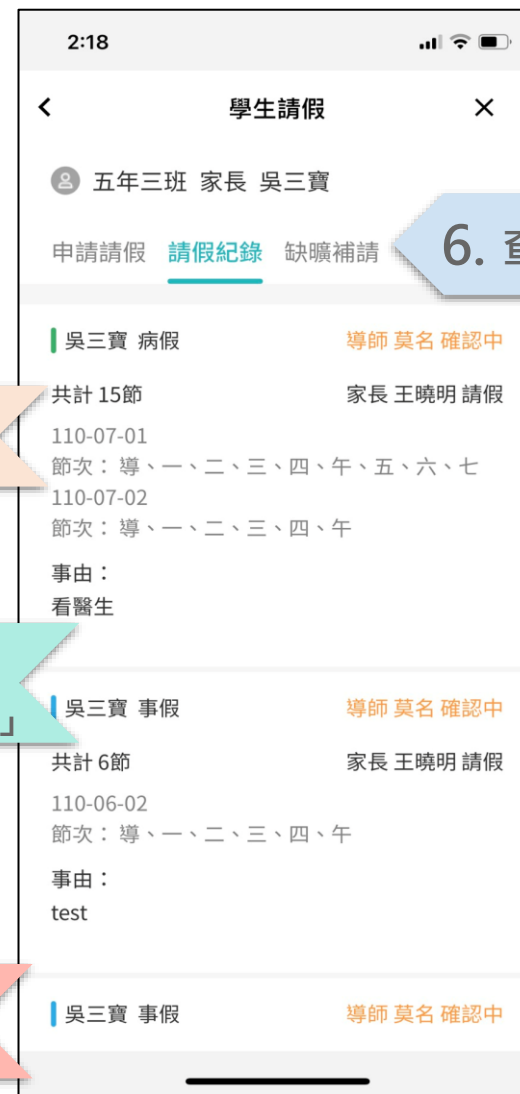 2:18
學生請假
五年三班 家長 吳三寶
申請請假 請假紀錄 缺曠補請
6. 查
吳三寶 病假 導師 莫名 確認中
共計 15節 家長 王曉明 請假
110-07-01
節次：導、一、二、三、四、午、五、六、七
110-07-02
節次：導、一、二、三、四、午
事由：
看醫生
」
吳三寶 事假 導師 莫名 確認中
共計 6節 家長 王曉明 請假
110-06-02
節次：導、一、二、三、四、午
事由：
test
吳三寶 事假 導師 莫名 確認中